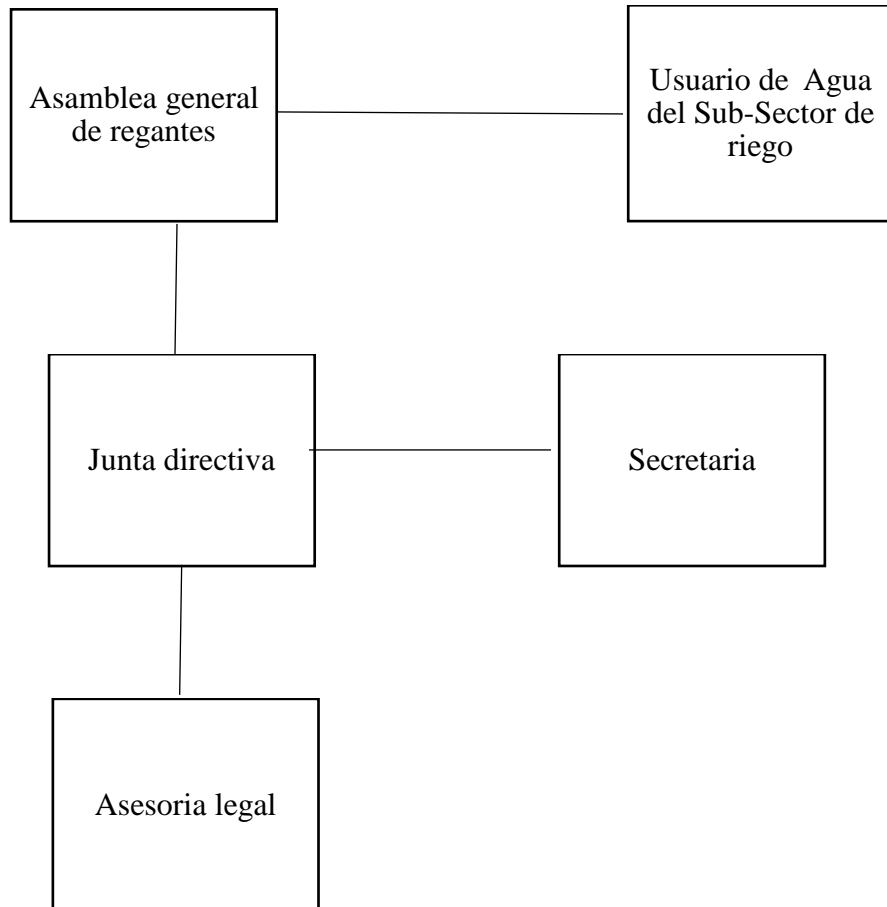 Asamblea general
de regantes
Usuario de Agua
del Sub-Sector de
riego
Junta directiva
Secretaria
Asesoria legal